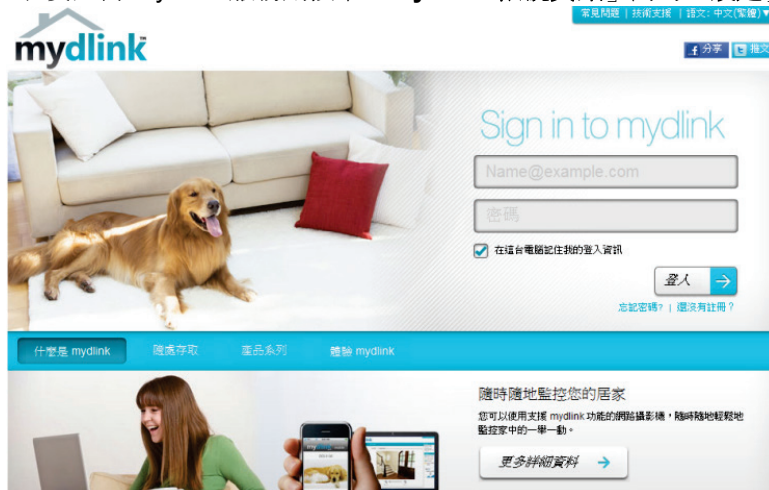 常見問題 | 技術支援 | 語文: 中文(繁體)▼
mydlink™
分享 推文
Sign in to mydlink
Name@example.com
密碼
在這台電腦記住我的登入資訊
登入
忘記密碼? | 還沒有註冊?
什麼是 mydlink 隨處存取 產品系列 體驗 mydlink
隨時隨地監控您的居家
您可以使用支援 mydlink 功能的網路攝影機，隨時隨地輕鬆地
監控家中的一舉一動。
更多詳細資料